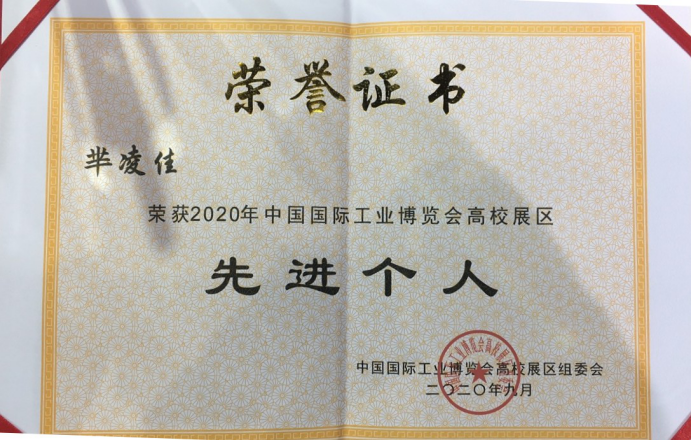 荣誉证书
芈凌佳
荣获2020年中国国际工业博览会高校展区
先进个人
中国国际工业博览会高校展区组委会
二〇二〇年九月